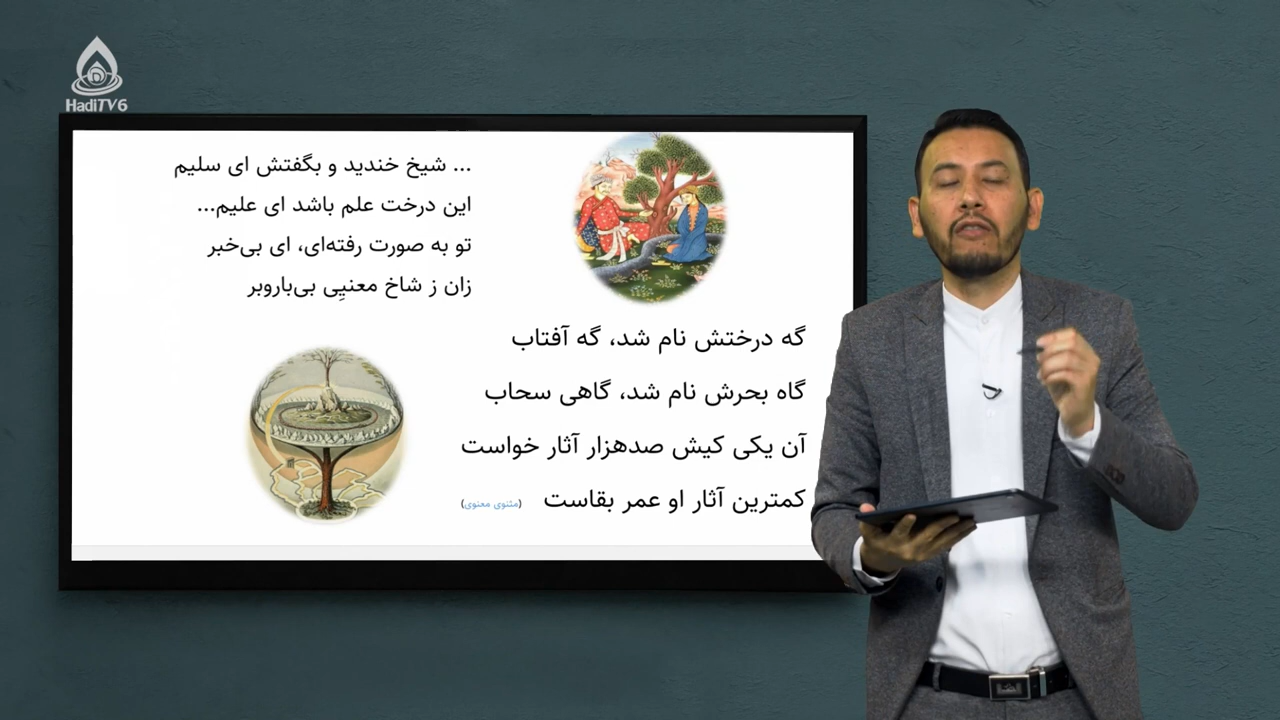 HadiTV6
... شیخ خندید و بگفتش ای سلیم
این درخت علم باشد ای علیم...
تو به صورت رفته‌ای، ای بی‌خبر
زان ز شاخ معنیِی بی‌باروبر
گه درختش نام شد، گه آفتاب
گاه بحرش نام شد، گاهی سحاب
آن یکی کیش صدهزار آثار خواست
کمترین آثار او عمر بقاست (مثنوی معنوی)